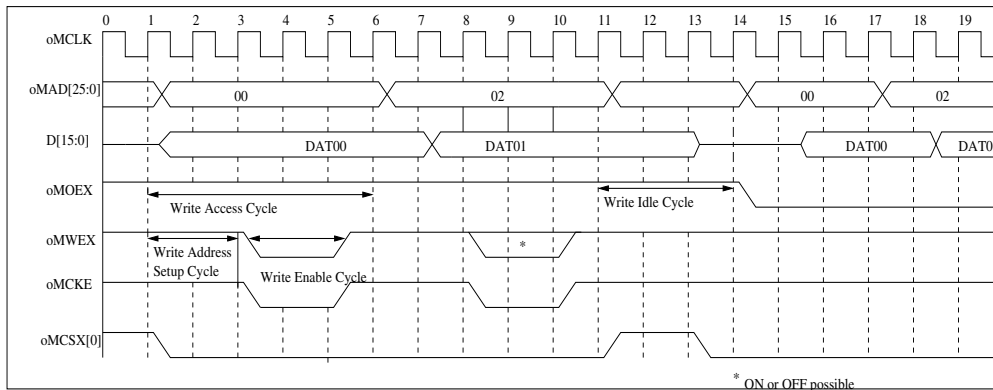 0 1 2 3 4 5 6 7 8 9 10 11 12 13 14 15 16 17 18 19
oMCLK
oMAD[25:0] 00 02 00 02
D[15:0] DAT00 DAT01 DAT00 DAT0
oMOEX
Write Access Cycle Write Idle Cycle
oMWEX *
Write Address Setup Cycle
Write Enable Cycle
oMCKE
oMCSX[0]
* ON or OFF possible